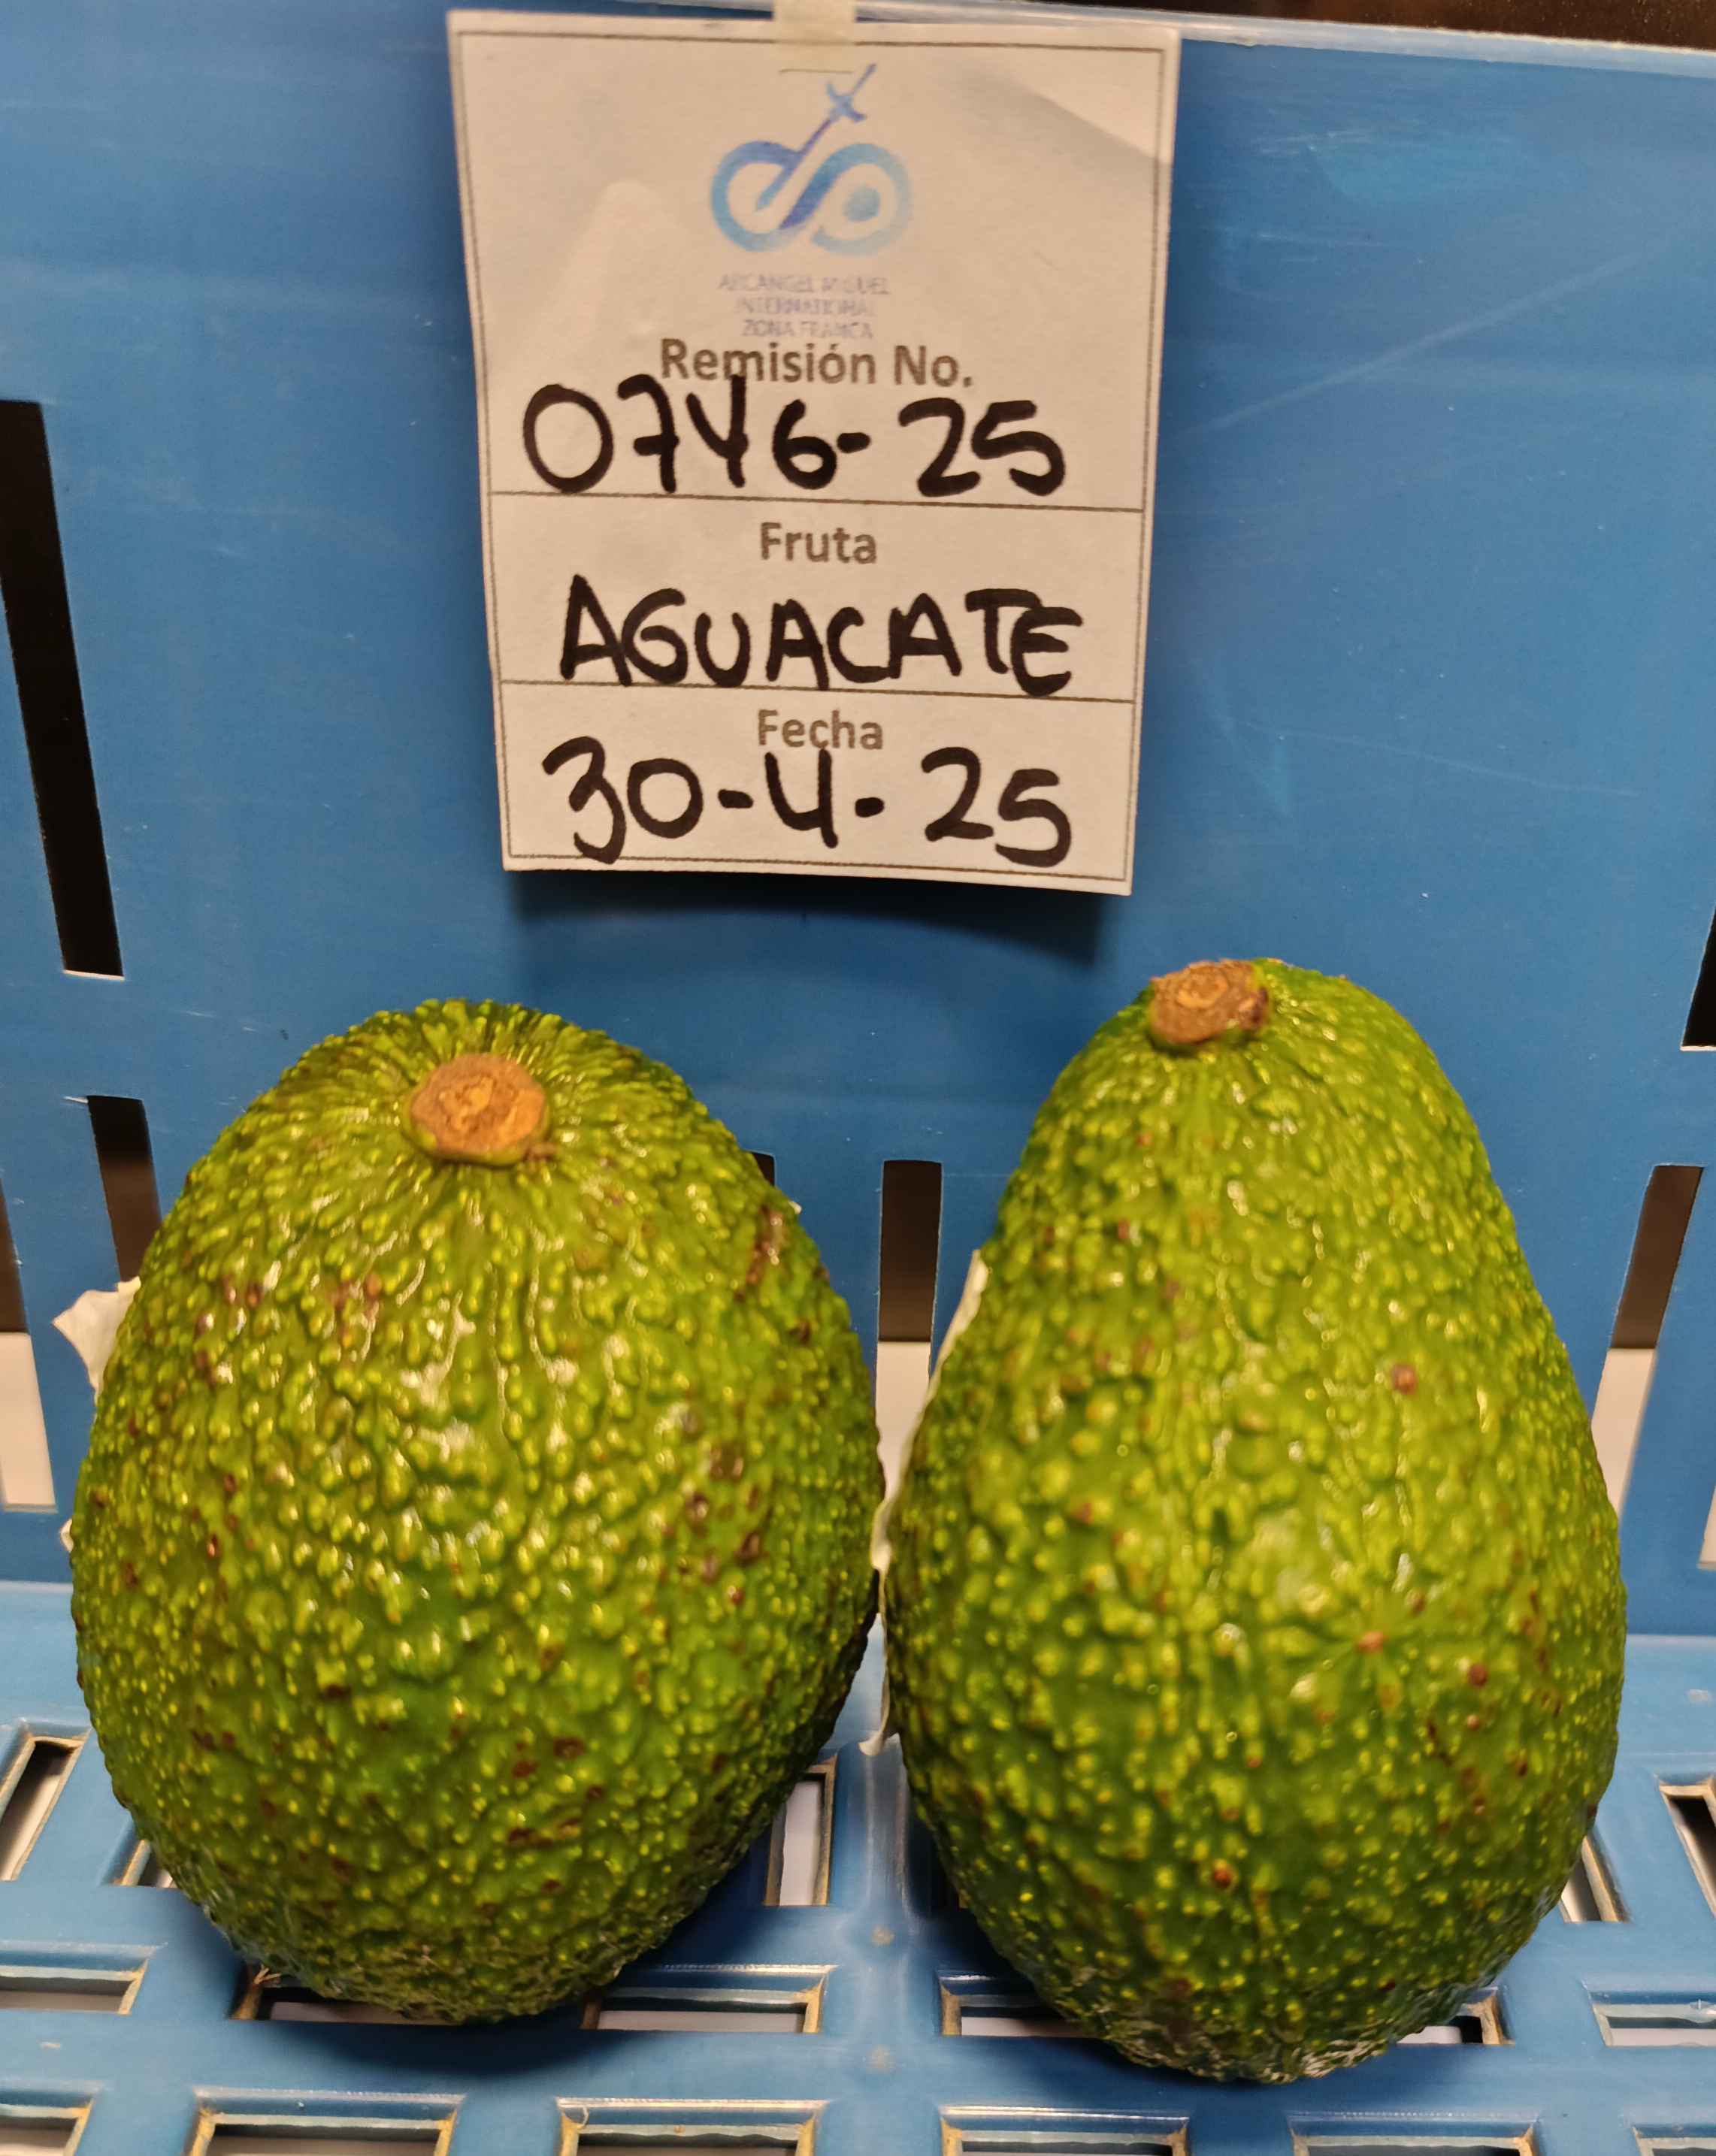 ARCANGEL MIGUEL
INTERNATIONAL
ZONA FRANCA
Remisión No.
0746-25
Fruta
AGUACATE
Fecha
30-4-25